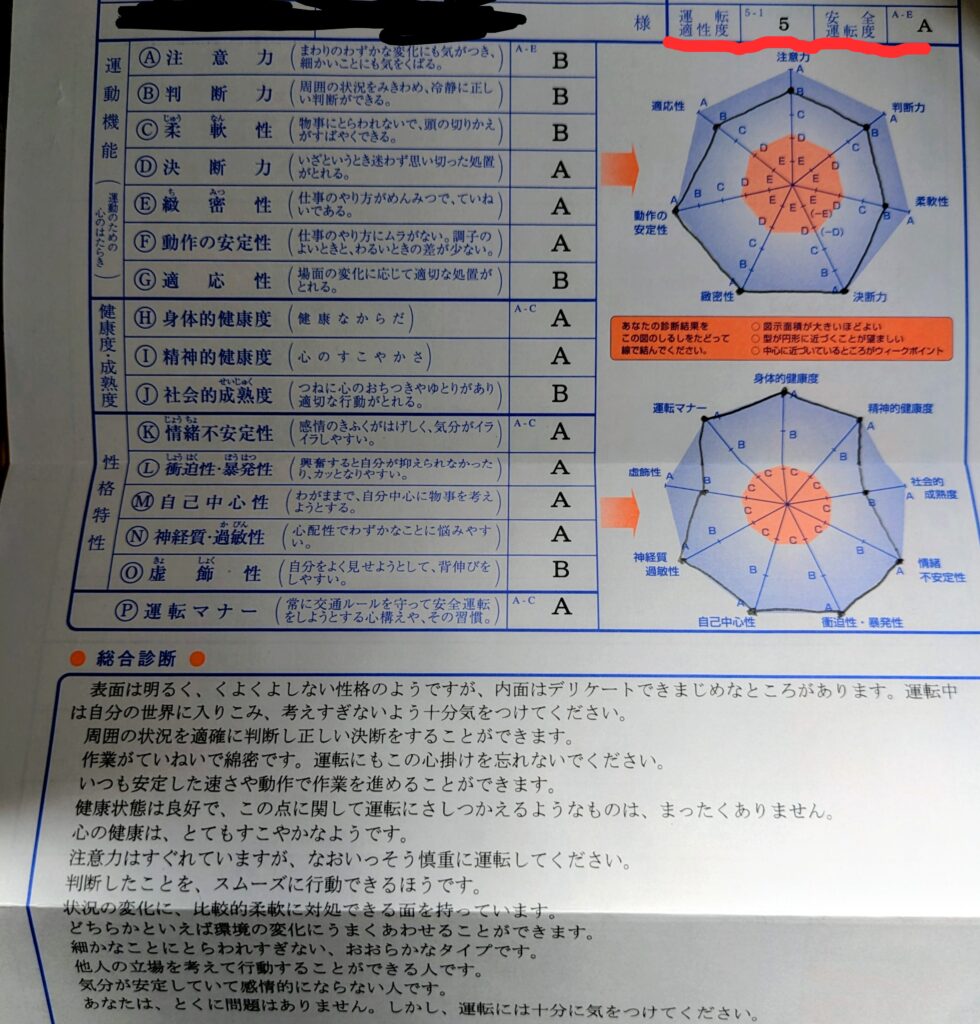 様 運転適性度 5-1 5 安全運転度 A-E A
運動機能(運動のための心のはたらき)
Ⓐ 注意力 (まわりのわずかな変化にも気がつき、細かいことにも気をくばる。) A-E B
Ⓑ 判断力 (周囲の状況をみきわめ、冷静に正しい判断ができる。) B
Ⓒ 柔軟性 (物事にとらわれないで、頭の切りかえがすばやくできる。) B
じゅう なん
Ⓓ 決断力 (いざというとき迷わず思い切った処置がとれる。) A
Ⓔ 緻密性 (仕事のやり方がめんみつで、ていねいである。) A
ち みつ
Ⓕ 動作の安定性 (仕事のやり方にムラがない。調子のよいときと、わるいときの差が少ない。) A
Ⓖ 適応性 (場面の変化に応じて適切な処置がとれる。) B
健康度・成熟度
Ⓗ 身体的健康度 (健康なからだ) A-C A
Ⓘ 精神的健康度 (心のすこやかさ) A
Ⓙ 社会的成熟度 (つねに心のおちつきやゆとりがあり適切な行動がとれる。) B
せいじゅく
性格特性
Ⓚ 情緒不安定性 (感情のきふくがはげしく、気分がイライラしやすい。) A-C A
じょうちょ
Ⓛ 衝迫性・暴発性 (興奮すると自分が抑えられなかったり、カッとなりやすい。) A
しょうはく ぼうはつ
Ⓜ 自己中心性 (わがままで、自分中心に物事を考えようとする。) A
Ⓝ 神経質・過敏性 (心配性でわずかなことに悩みやすい。) A
か びん
Ⓞ 虚飾性 (自分をよく見せようとして、背伸びをしやすい。) B
きょ しょく
Ⓟ 運転マナー (常に交通ルールを守って安全運転をしようとする心構えや、その習慣。) A-C A
注意力
適応性 判断力
動作の安定性 柔軟性
緻密性 決断力
A B C D E
(-E)
(-D)
あなたの診断結果を ○図示面積が大きいほどよい
この図のしるしをたどって ○型が円形に近づくことが望ましい
線で結んでください。 ○中心に近づいているところがウィークポイント
身体的健康度
運転マナー 精神的健康度
虚飾性 社会的成熟度
神経質過敏性 情緒不安定性
自己中心性 衝迫性・暴発性
A B C
● 総合診断 ●
表面は明るく、くよくよしない性格のようですが、内面はデリケートできまじめなところがあります。運転中
は自分の世界に入りこみ、考えすぎないよう十分気をつけてください。
周囲の状況を適確に判断し正しい決断をすることができます。
作業がていねいで綿密です。運転にもこの心掛けを忘れないでください。
いつも安定した速さや動作で作業を進めることができます。
健康状態は良好で、この点に関して運転にさしつかえるようなものは、まったくありません。
心の健康は、とてもすこやかなようです。
注意力はすぐれていますが、なおいっそう慎重に運転してください。
判断したことを、スムーズに行動できるほうです。
状況の変化に、比較的柔軟に対処できる面を持っています。
どちらかといえば環境の変化にうまくあわせることができます。
細かなことにとらわれすぎない、おおらかなタイプです。
他人の立場を考えて行動することができる人です。
気分が安定していて感情的にならない人です。
あなたは、とくに問題はありません。しかし、運転には十分に気をつけてください。